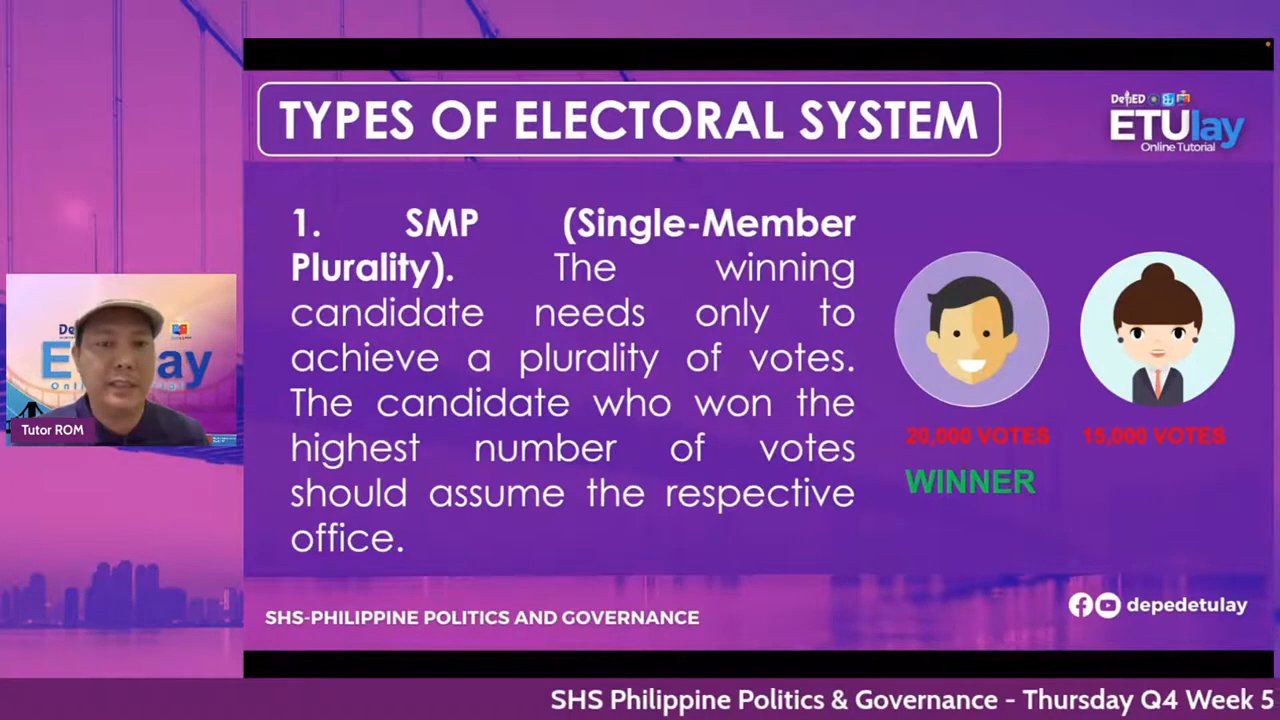 TYPES OF ELECTORAL SYSTEM
DepED
ETUlay
Online Tutorial
1. SMP (Single-Member
Plurality). The winning
candidate needs only to
achieve a plurality of votes.
The candidate who won the
highest number of votes
should assume the respective
office.
20,000 VOTES
15,000 VOTES
WINNER
Tutor ROM
SHS-PHILIPPINE POLITICS AND GOVERNANCE
depedetulay
SHS Philippine Politics & Governance - Thursday Q4 Week 5